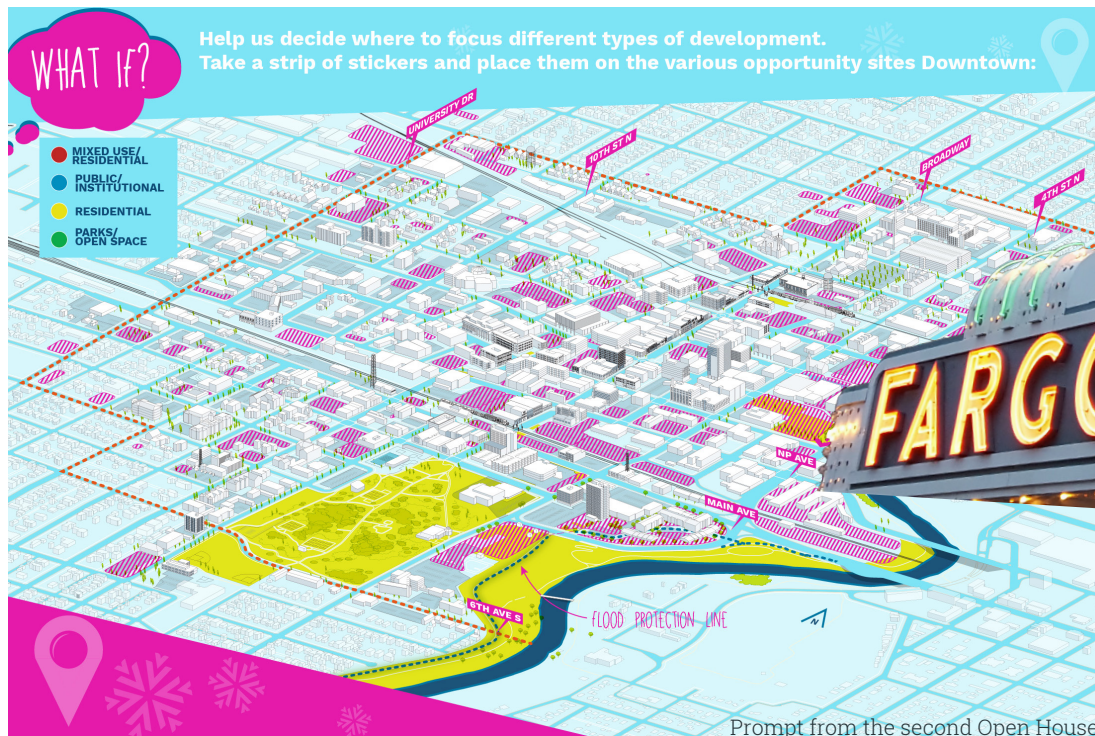 WHAT IF?
Help us decide where to focus different types of development.
Take a strip of stickers and place them on the various opportunity sites Downtown:
MIXED USE/
RESIDENTIAL
PUBLIC/
INSTITUTIONAL
RESIDENTIAL
PARKS/
OPEN SPACE
UNIVERSITY DR
10TH ST N
BROADWAY
4TH ST N
FARGO
NP AVE
MAIN AVE
6TH AVE S
FLOOD PROTECTION LINE
N
Prompt from the second Open House